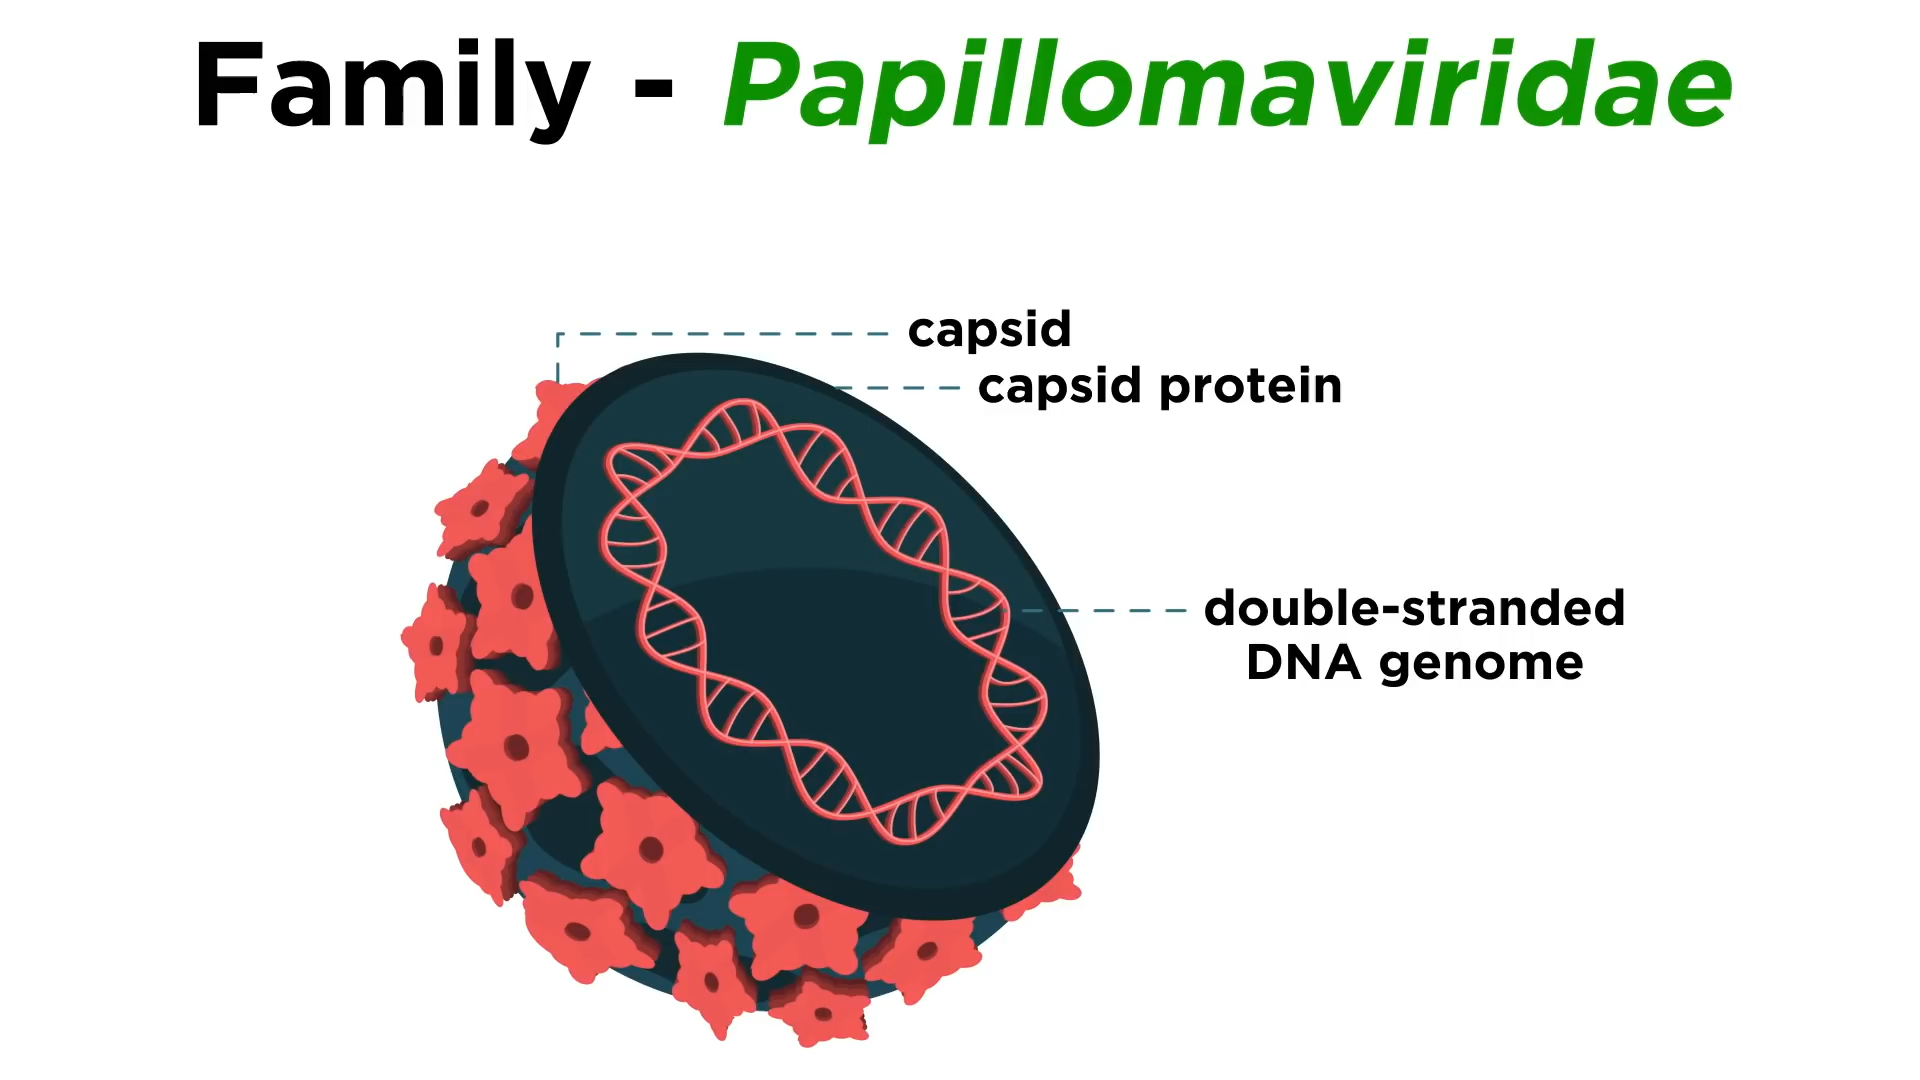 Family - Papillomaviridae
capsid
capsid protein
double-stranded
DNA genome